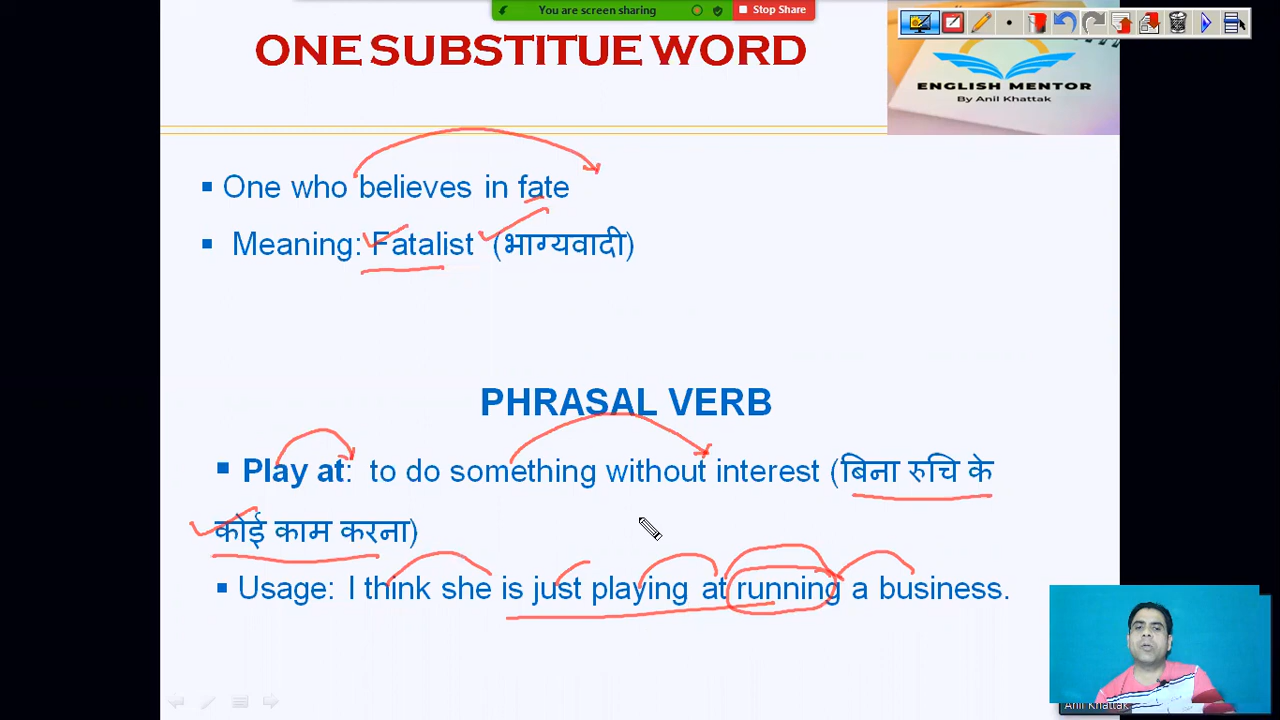 You are screen sharing
Stop Share
ONE SUBSTITUE WORD
ENGLISH MENTOR
By Anil Khattak
One who believes in fate
Meaning: Fatalist (भाग्यवादी)
PHRASAL VERB
Play at: to do something without interest (बिना रुचि के
कोई काम करना)
Usage: I think she is just playing at running a business.
Anil Khattak